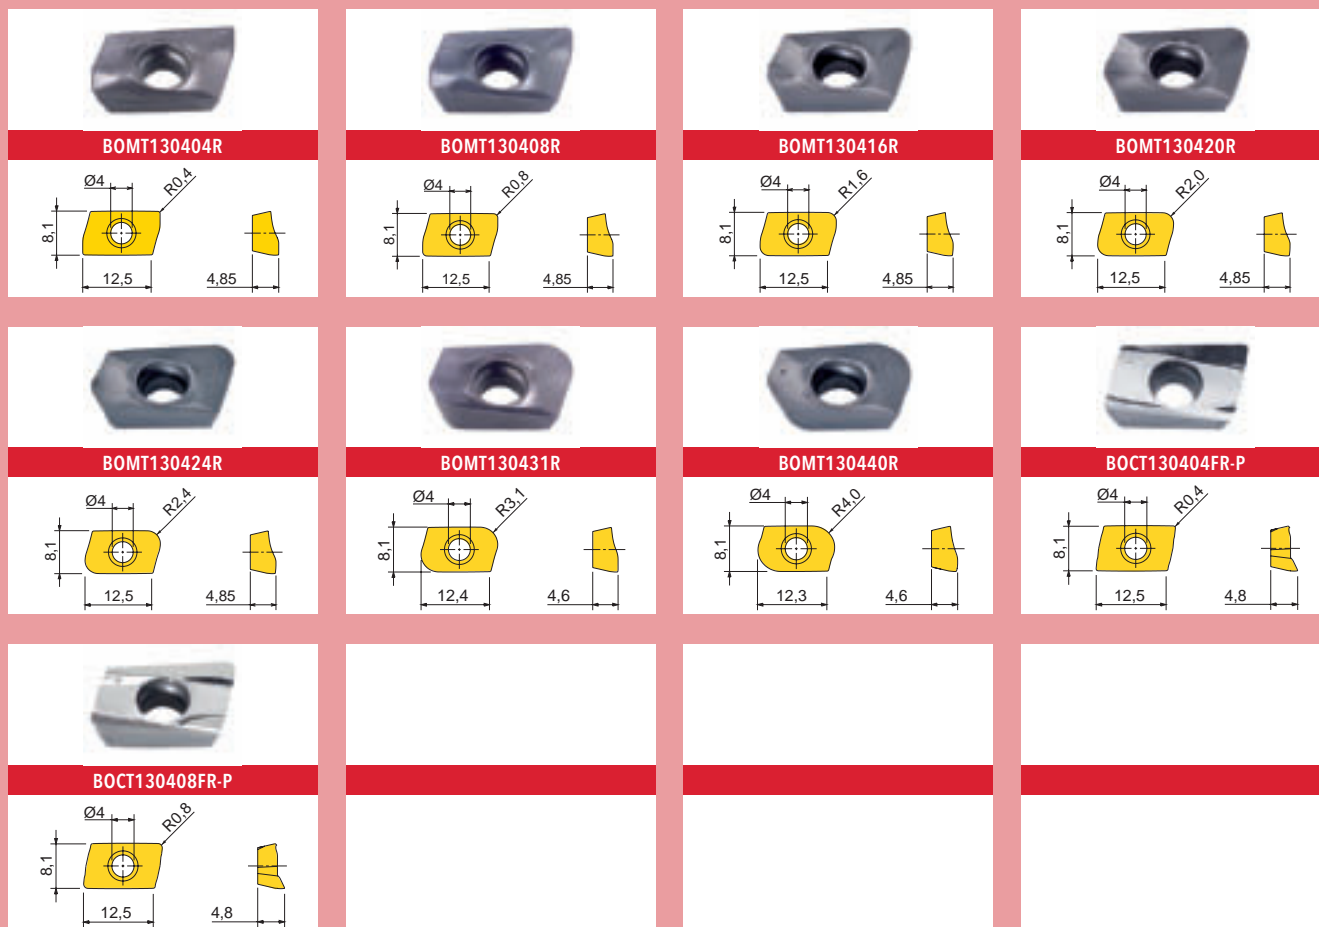 BOMT130404R
Ø4
R0,4
8,1
12,5
4,85
BOMT130408R
Ø4
R0,8
8,1
12,5
4,85
BOMT130416R
Ø4
R1,6
8,1
12,5
4,85
BOMT130420R
Ø4
R2,0
8,1
12,5
4,85
BOMT130424R
Ø4
R2,4
8,1
12,5
4,85
BOMT130431R
Ø4
R3,1
8,1
12,4
4,6
BOMT130440R
Ø4
R4,0
8,1
12,3
4,6
BOCT130404FR-P
Ø4
R0,4
8,1
12,5
4,8
BOCT130408FR-P
Ø4
R0,8
8,1
12,5
4,8